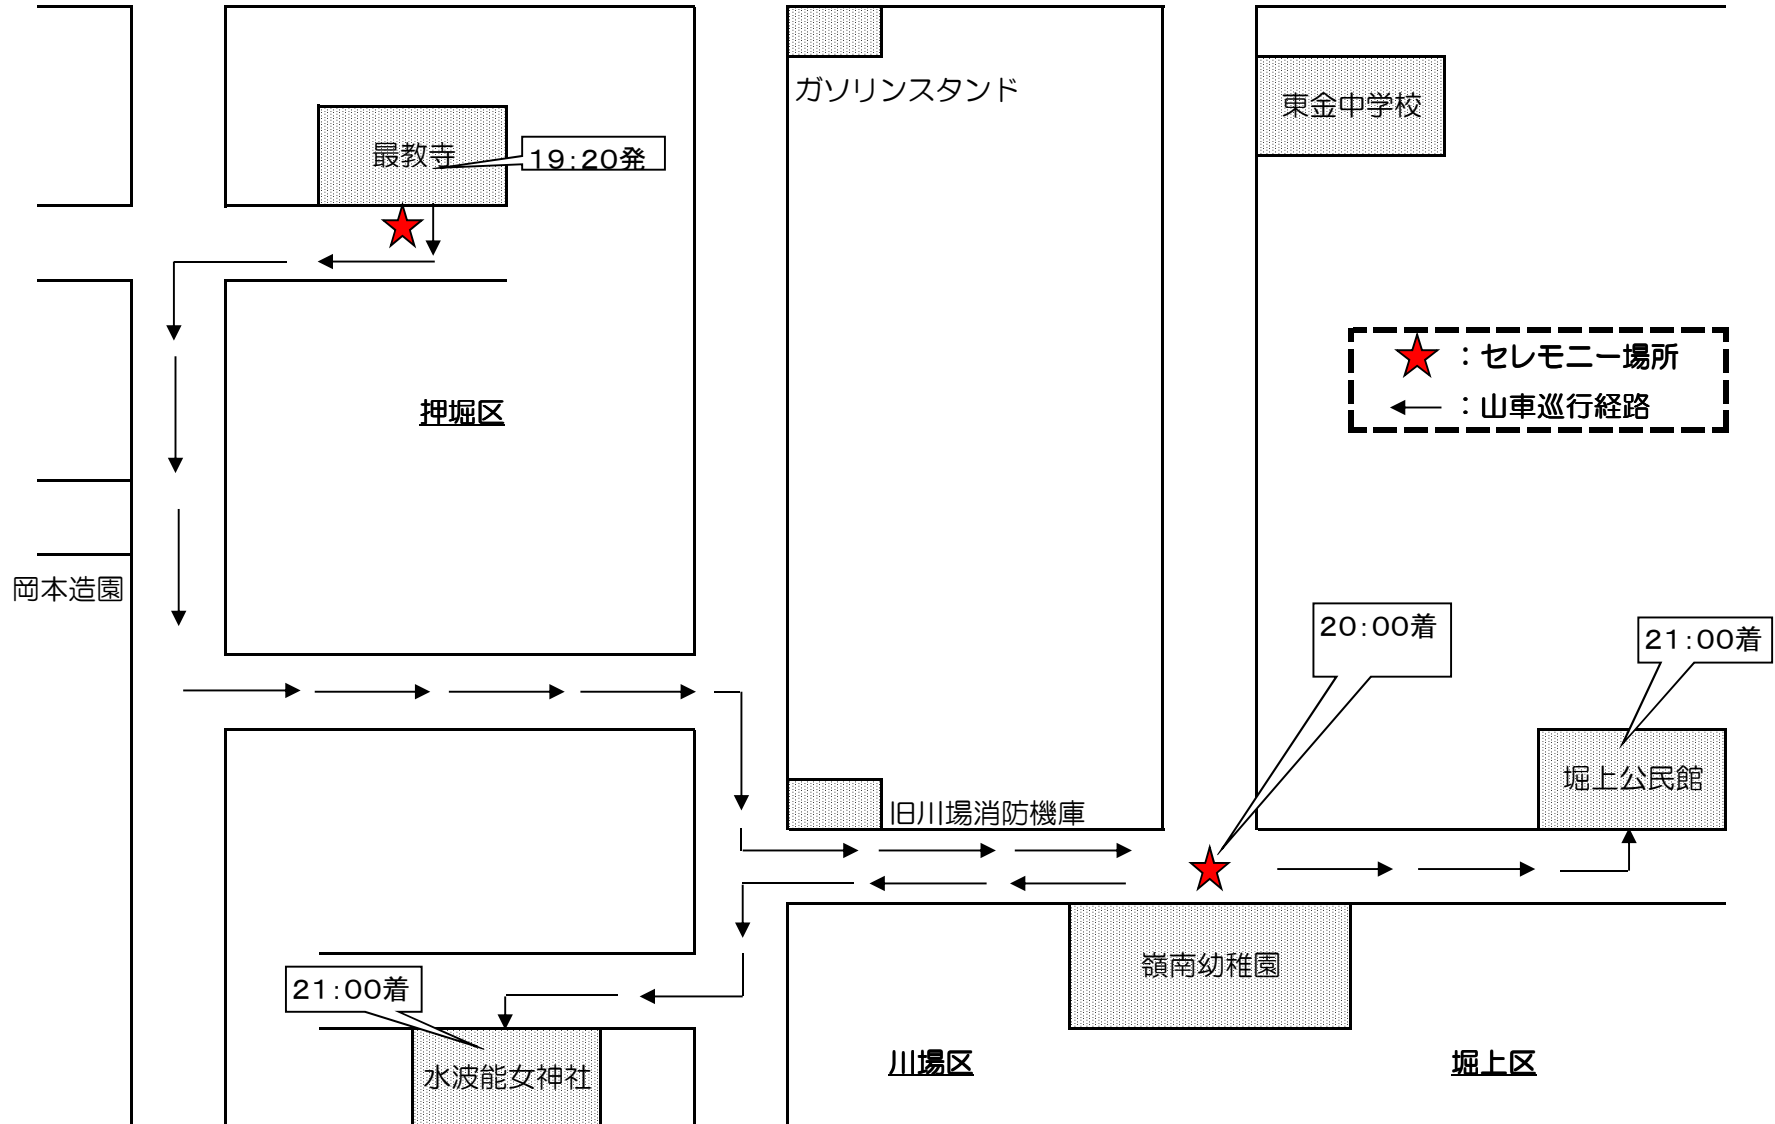 ガソリンスタンド
東金中学校
最教寺
19:20発
：セレモニー場所
：山車巡行経路
押堀区
岡本造園
20:00着
21:00着
堀上公民館
旧川場消防機庫
嶺南幼稚園
21:00着
水波能女神社
川場区
堀上区